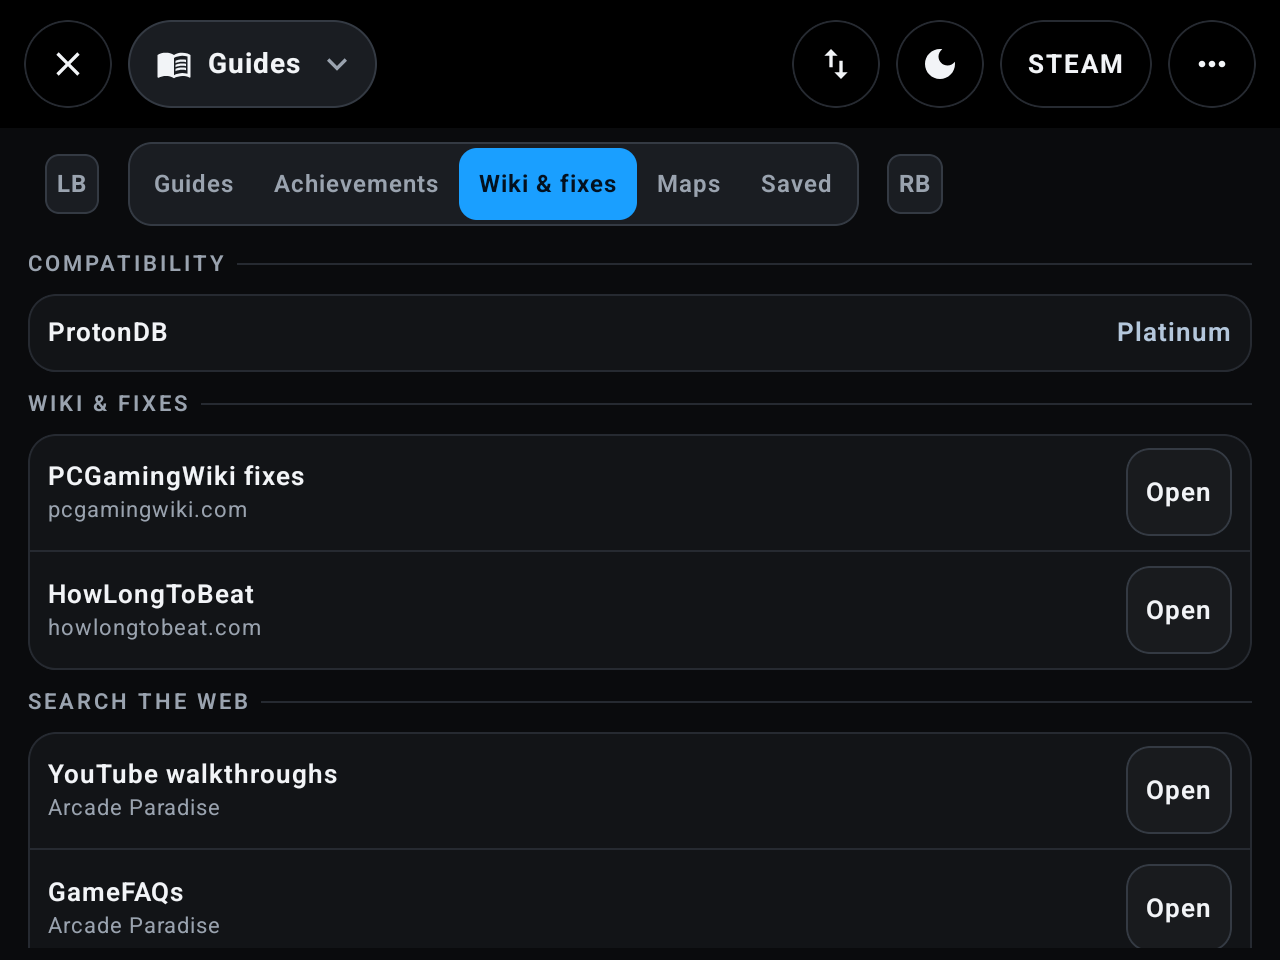 Guides
STEAM
LB
Guides
Achievements
Wiki & fixes
Maps
Saved
RB
COMPATIBILITY
ProtonDB
Platinum
WIKI & FIXES
PCGamingWiki fixes
pcgamingwiki.com
Open
HowLongToBeat
howlongtobeat.com
Open
SEARCH THE WEB
YouTube walkthroughs
Arcade Paradise
Open
GameFAQs
Arcade Paradise
Open